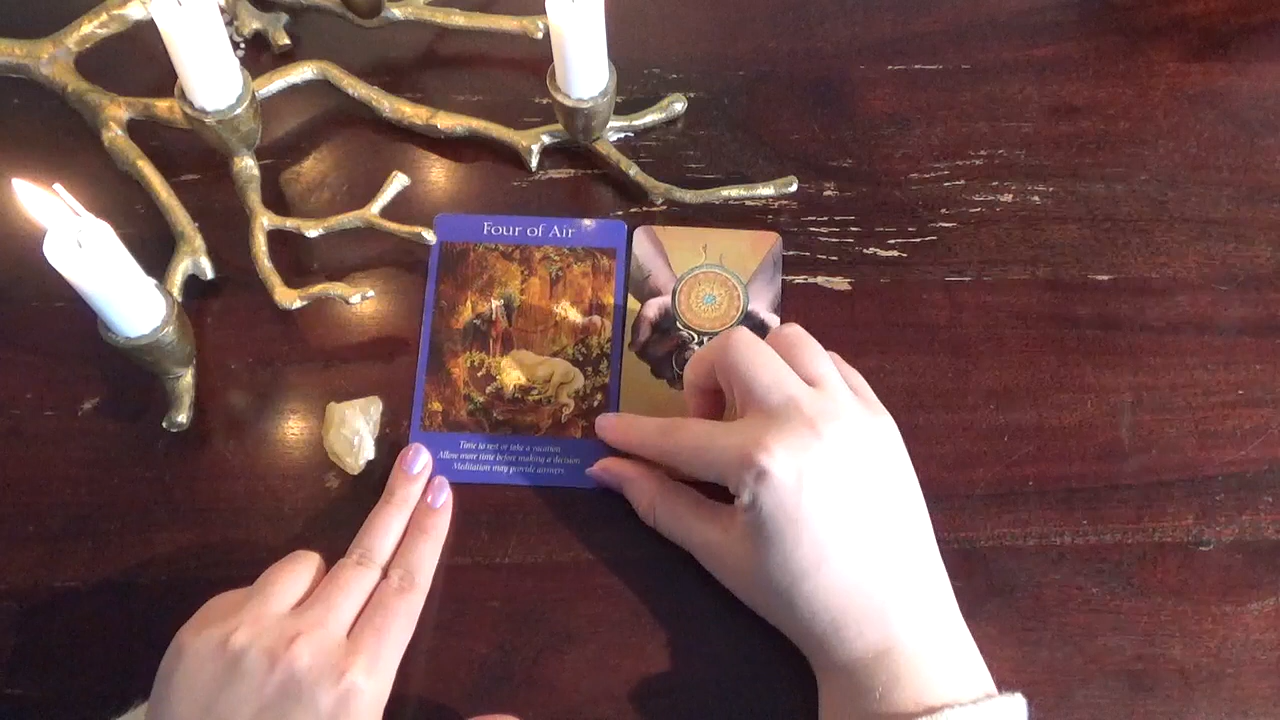 Four of Air
Time to rest or take a vacation.
Allow more time before making a decision.
Meditation may provide answers.